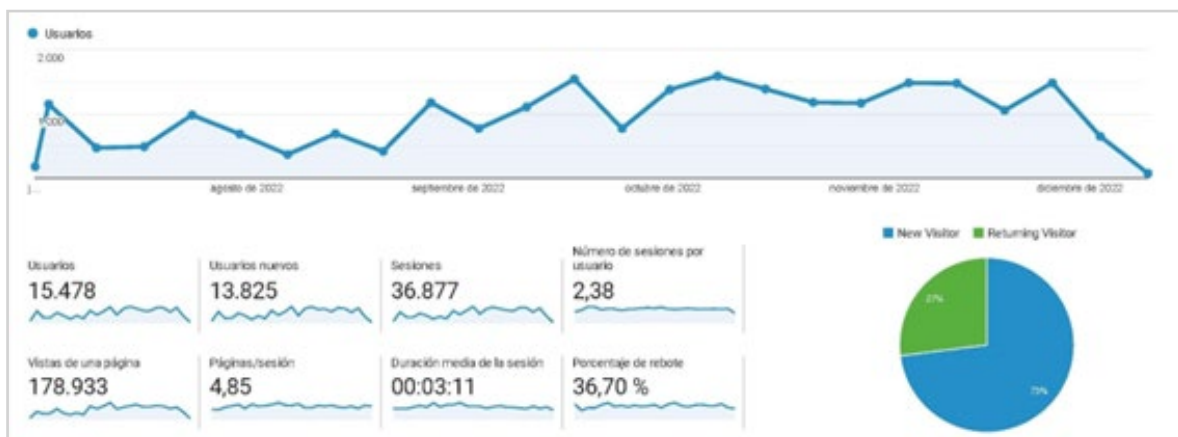 Usuarios
2.000
1.000
j...
agosto de 2022
septiembre de 2022
octubre de 2022
noviembre de 2022
diciembre de 2022
New Visitor
Returning Visitor
27%
73%
Usuarios
15.478
Usuarios nuevos
13.825
Sesiones
36.877
Número de sesiones por
usuario
2,38
Vistas de una página
178.933
Páginas/sesión
4,85
Duración media de la sesión
00:03:11
Porcentaje de rebote
36,70 %